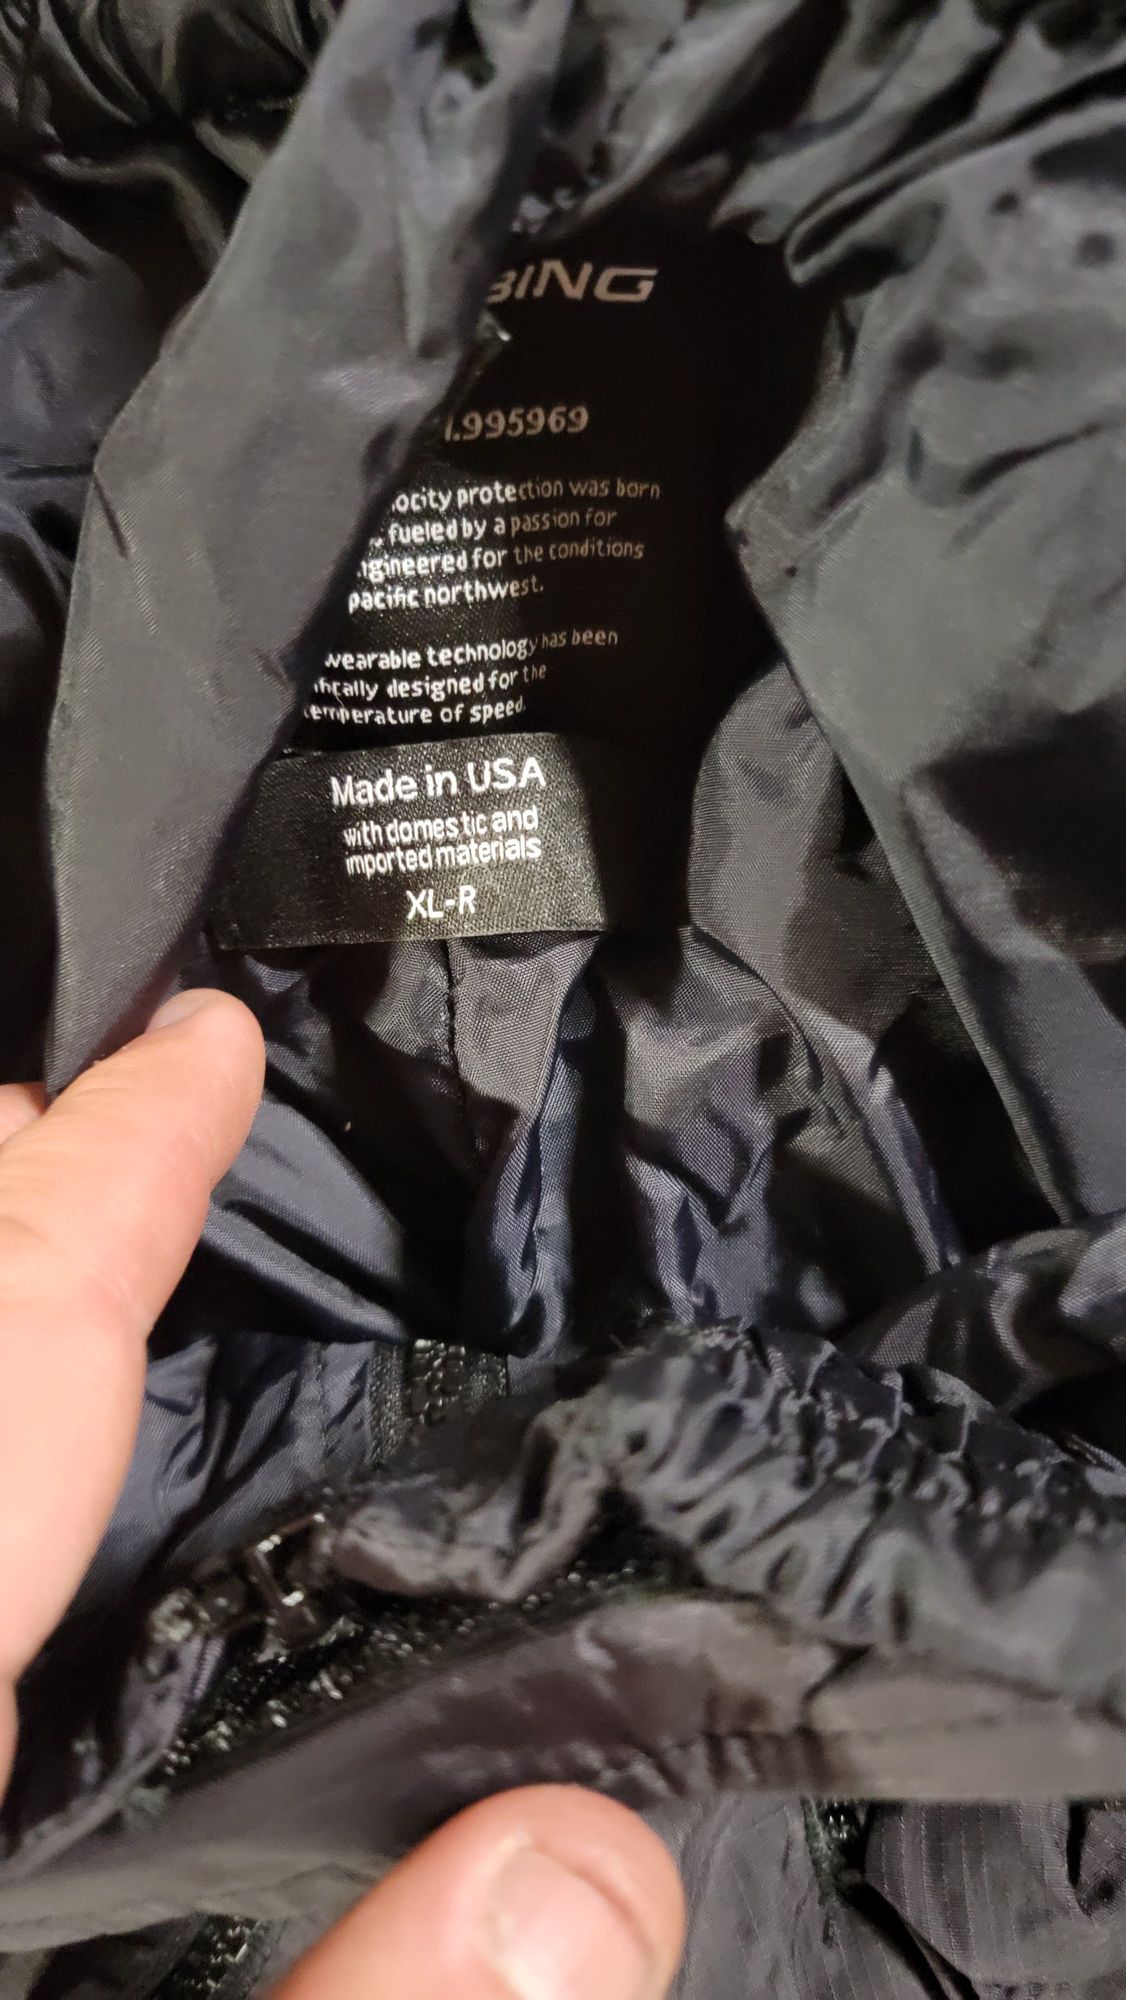 BING
.995969
ocity protection was born
fueled by a passion for
gineered for the conditions
pacific northwest.
wearable technology has been
ifically designed for the
temperature of speed.
Made in USA
with domestic and
imported materials
XL-R